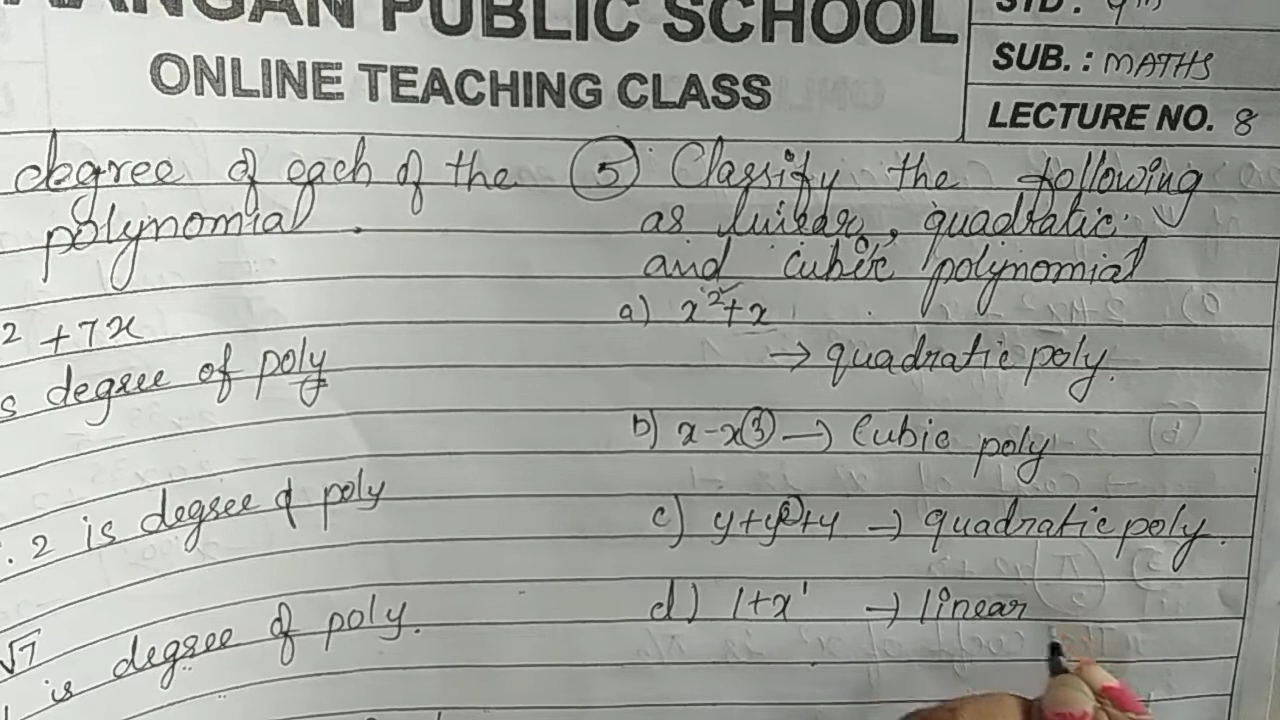 PUBLIC SCHOOL
ONLINE TEACHING CLASS
STD : 9th
SUB. : MATHS
LECTURE NO. 8
degree of each of the
polynomial.
2 + 7x
s degree of poly
. 2 is degree of poly
√7
is degree of poly.
5 Classify the following
as linear, quadratic
and cubic polynomial
a) x²+x
→ quadratic poly.
b) x-x³ → Cubic poly
c) y+y²+4 → quadratic poly.
d) 1+x¹ → linear